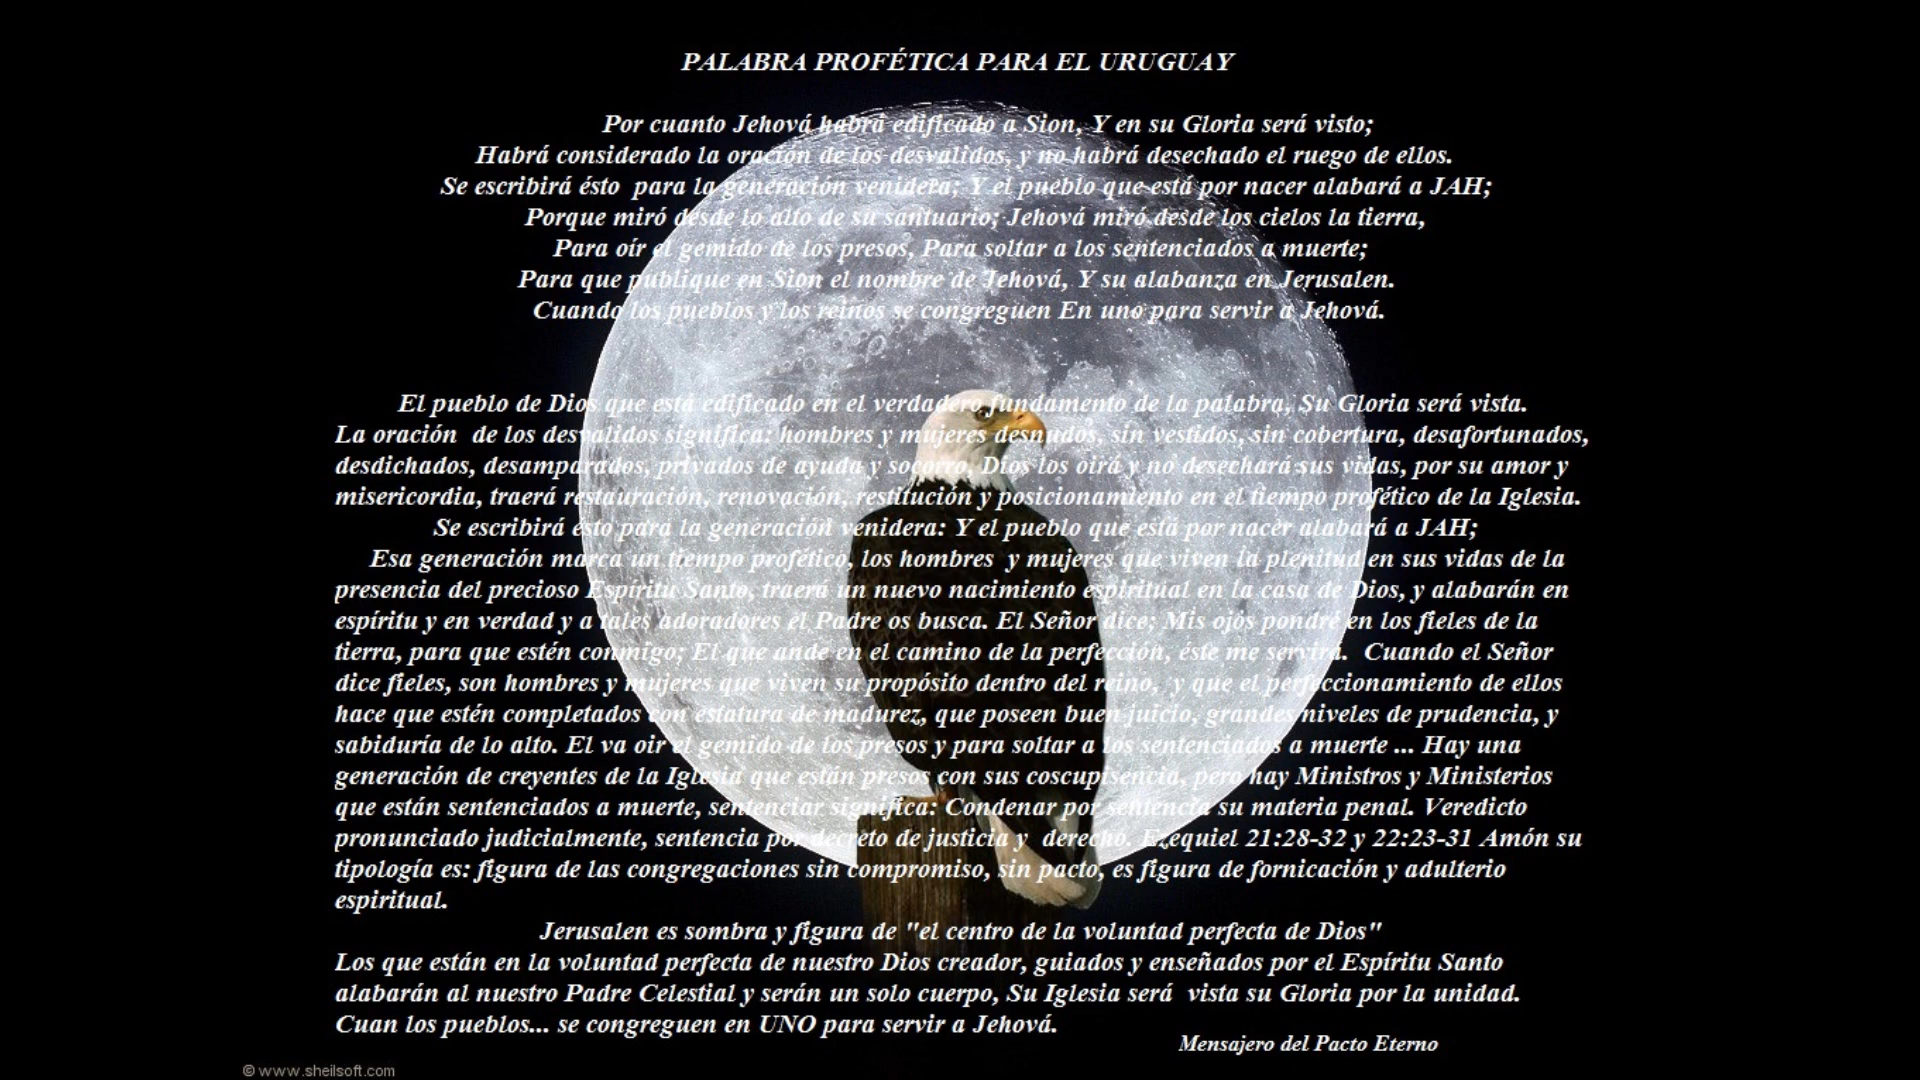 PALABRA PROFÉTICA PARA EL URUGUAY
Por cuanto Jehová habrá edificado a Sion, Y en su Gloria será visto;
Habrá considerado la oración de los desvalidos, y no habrá desechado el ruego de ellos.
Se escribirá ésto para la generación venidera; Y el pueblo que está por nacer alabará a JAH;
Porque miró desde lo alto de su santuario; Jehová miró desde los cielos la tierra,
Para oír el gemido de los presos, Para soltar a los sentenciados a muerte;
Para que publique en Sion el nombre de Jehová, Y su alabanza en Jerusalen.
Cuando los pueblos y los reinos se congreguen En uno para servir a Jehová.
El pueblo de Dios que está edificado en el verdadero fundamento de la palabra, Su Gloria será vista.
La oración de los desvalidos significa: hombres y mujeres desnudos, sin vestidos, sin cobertura, desafortunados,
desdichados, desamparados, privados de ayuda y socorro, Dios los oirá y no desechará sus vidas, por su amor y
misericordia, traerá restauración, renovación, restitución y posicionamiento en el tiempo profético de la Iglesia.
Se escribirá ésto para la generación venidera: Y el pueblo que está por nacer alabará a JAH;
Esa generación marca un tiempo profético, los hombres y mujeres que viven la plenitud en sus vidas de la
presencia del precioso Espíritu Santo, traerá un nuevo nacimiento espiritual en la casa de Dios, y alabarán en
espíritu y en verdad y a tales adoradores el Padre os busca. El Señor dice; Mis ojos pondré en los fieles de la
tierra, para que estén conmigo; El que ande en el camino de la perfección, éste me servirá. Cuando el Señor
dice fieles, son hombres y mujeres que viven su propósito dentro del reino, y que el perfeccionamiento de ellos
hace que estén completados con estatura de madurez, que poseen buen juicio, grandes niveles de prudencia, y
sabiduría de lo alto. El va oir el gemido de los presos y para soltar a los sentenciados a muerte ... Hay una
generación de creyentes de la Iglesia que están presos con sus coscupisencia, pero hay Ministros y Ministerios
que están sentenciados a muerte, sentenciar significa: Condenar por sentencia su materia penal. Veredicto
pronunciado judicialmente, sentencia por decreto de justicia y derecho. Ezequiel 21:28-32 y 22:23-31 Amón su
tipología es: figura de las congregaciones sin compromiso, sin pacto, es figura de fornicación y adulterio
espiritual.
Jerusalen es sombra y figura de "el centro de la voluntad perfecta de Dios"
Los que están en la voluntad perfecta de nuestro Dios creador, guiados y enseñados por el Espíritu Santo
alabarán al nuestro Padre Celestial y serán un solo cuerpo, Su Iglesia será vista su Gloria por la unidad.
Cuan los pueblos... se congreguen en UNO para servir a Jehová.
Mensajero del Pacto Eterno
© www.sheilsoft.com